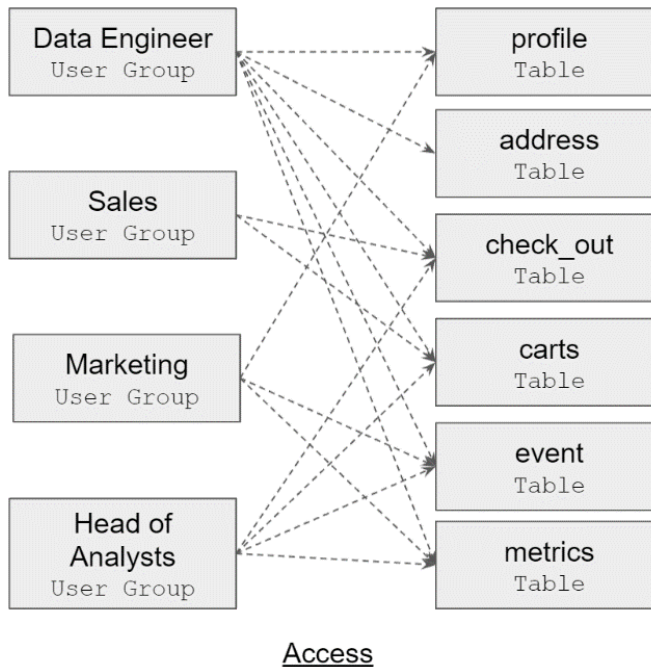 Data Engineer
User Group
Sales
User Group
Marketing
User Group
Head of
Analysts
User Group
profile
Table
address
Table
check_out
Table
carts
Table
event
Table
metrics
Table
Access